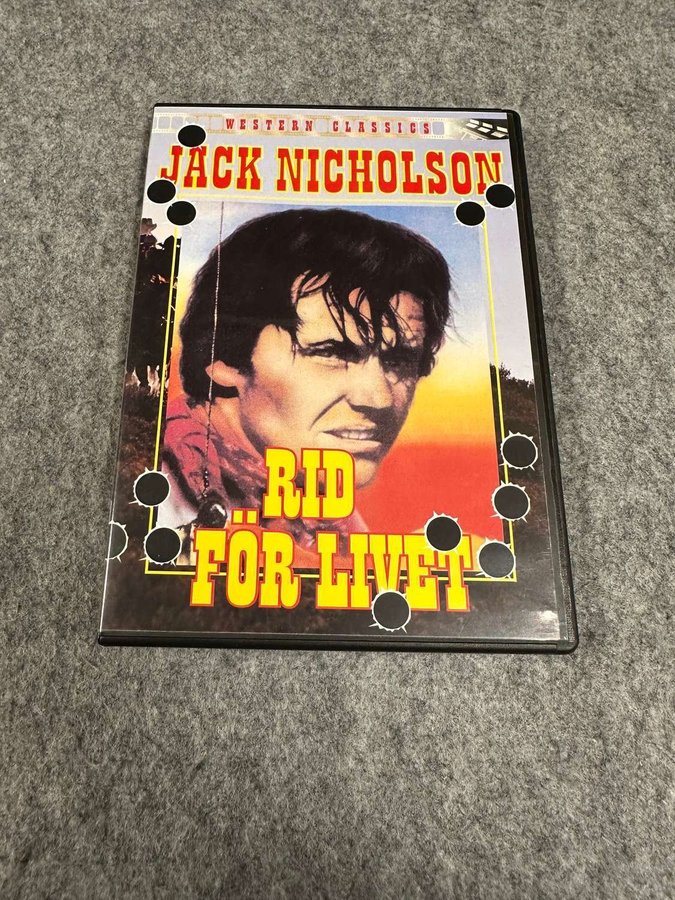 WESTERN CLASSICS
JACK NICHOLSON
RID
FÖR LIVET